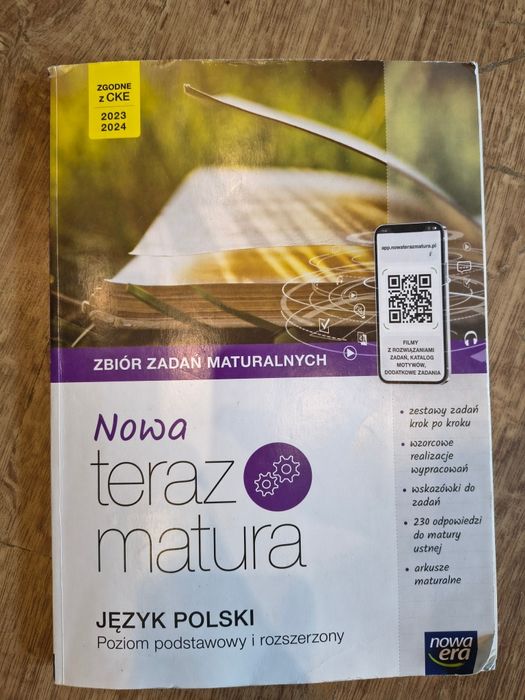 ZGODNE
z CKE
2023
2024
app.nowaterazmatura.pl
FILMY
Z ROZWIĄZANIAMI
ZADAŃ, KATALOG
MOTYWÓW,
DODATKOWE ZADANIA
ZBIÓR ZADAŃ MATURALNYCH
Nowa
teraz
matura
• zestawy zadań
krok po kroku
• wzorcowe
realizacje
wypracowań
• wskazówki do
zadań
• 230 odpowiedzi
do matury
ustnej
• arkusze
maturalne
JĘZYK POLSKI
Poziom podstawowy i rozszerzony
nowa
era